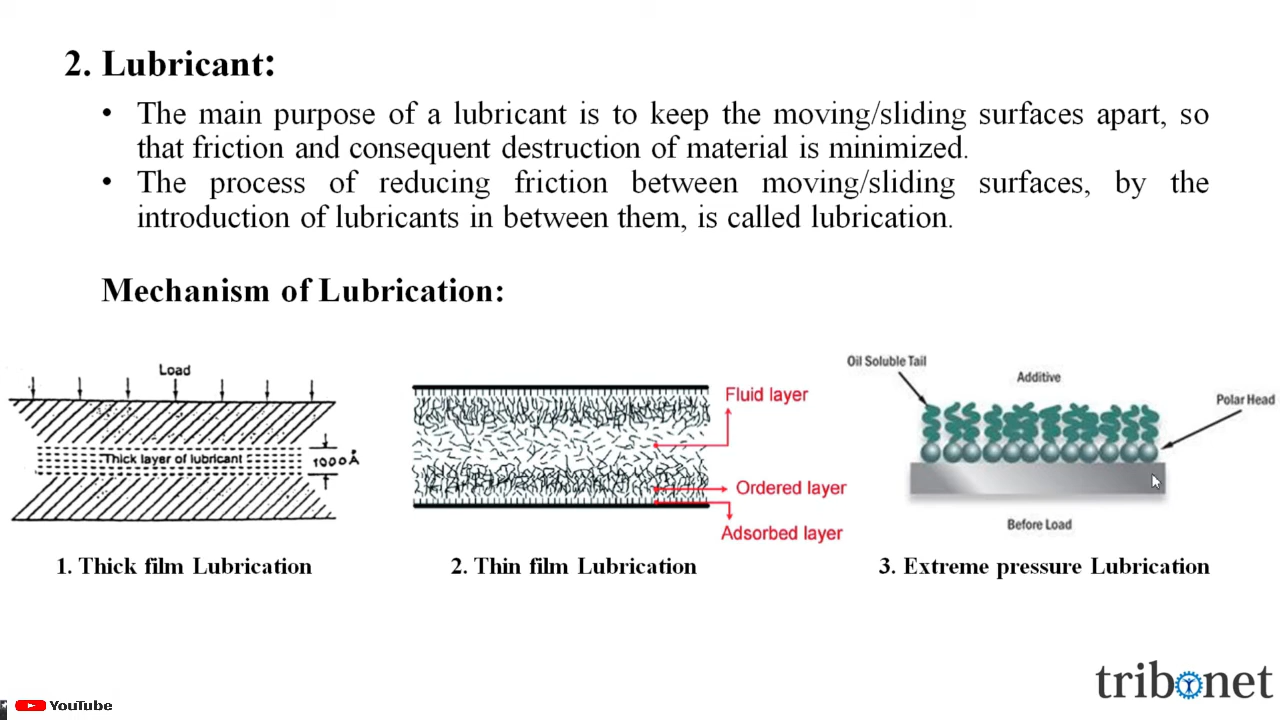 2. Lubricant:
• The main purpose of a lubricant is to keep the moving/sliding surfaces apart, so
that friction and consequent destruction of material is minimized.
• The process of reducing friction between moving/sliding surfaces, by the
introduction of lubricants in between them, is called lubrication.
Mechanism of Lubrication:
Load
Thick layer of lubricant
1000 Å
1. Thick film Lubrication
Fluid layer
Ordered layer
Adsorbed layer
2. Thin film Lubrication
Oil Soluble Tail
Additive
Polar Head
Before Load
3. Extreme pressure Lubrication
tribonet
YouTube